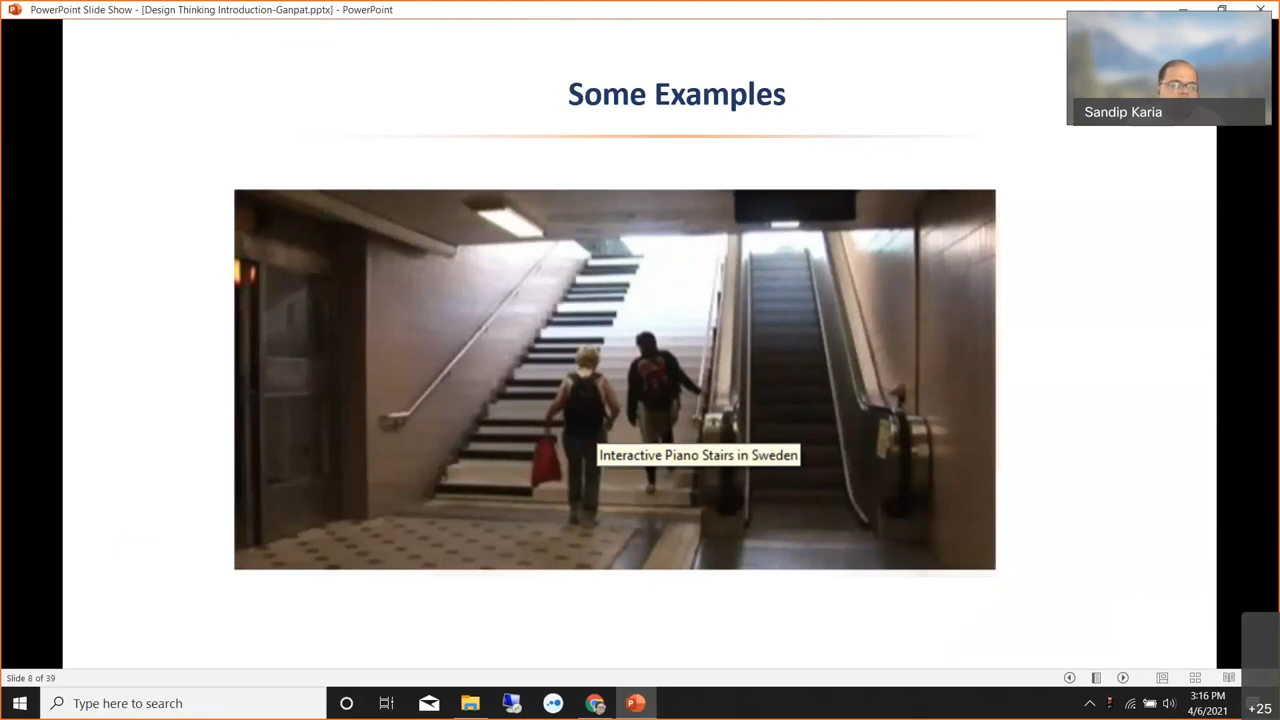 PowerPoint Slide Show - [Design Thinking Introduction-Ganpat.pptx] - PowerPoint
Some Examples
Sandip Karia
Interactive Piano Stairs in Sweden
Slide 8 of 39
Type here to search
3:16 PM
4/6/2021
+25